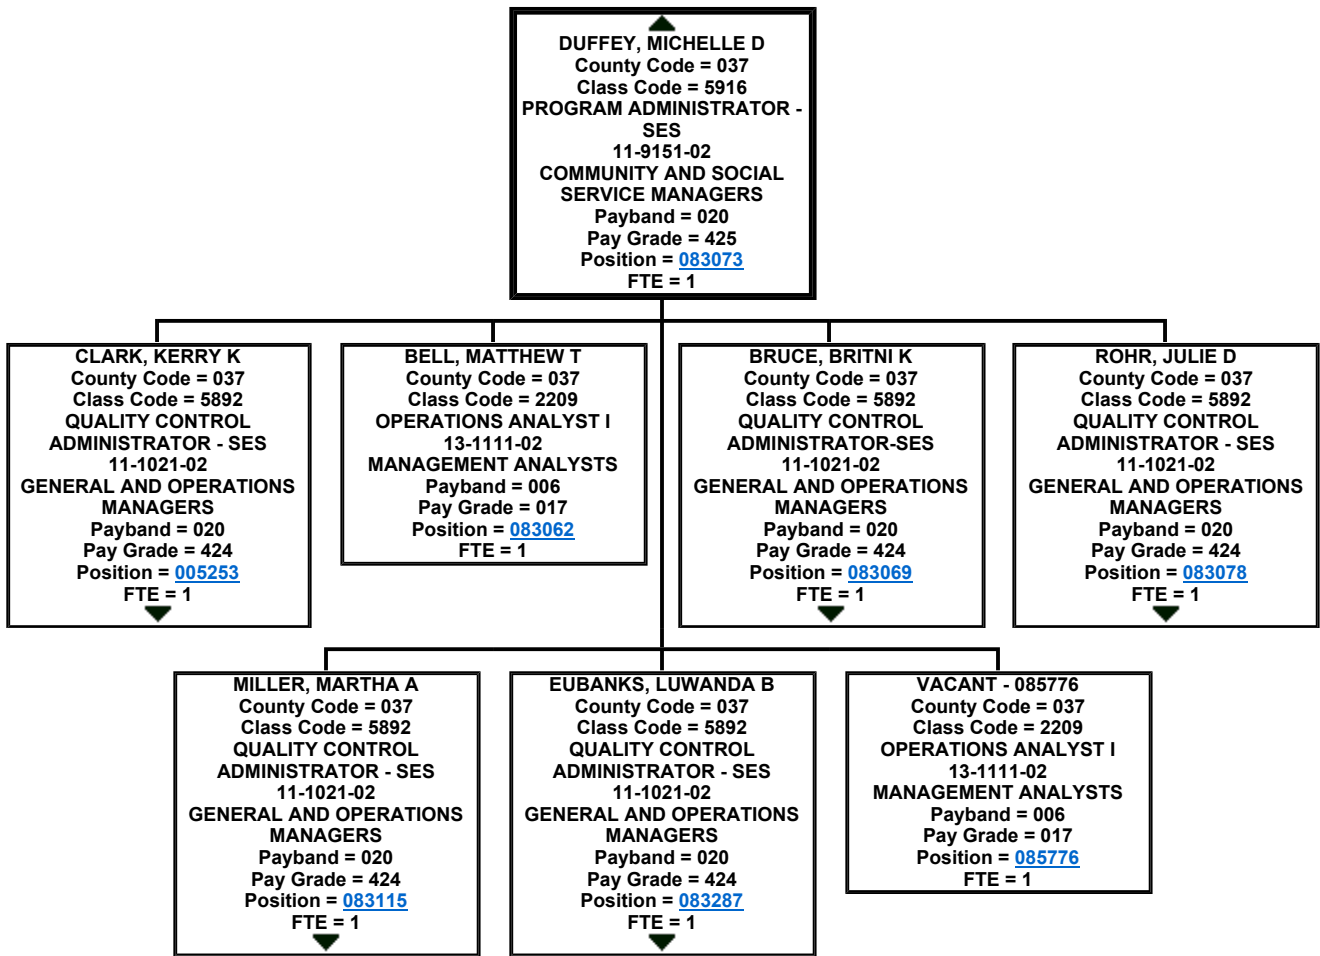 DUFFEY, MICHELLE D
County Code = 037
Class Code = 5916
PROGRAM ADMINISTRATOR -
SES
11-9151-02
COMMUNITY AND SOCIAL
SERVICE MANAGERS
Payband = 020
Pay Grade = 425
Position = 083073
FTE = 1
CLARK, KERRY K
County Code = 037
Class Code = 5892
QUALITY CONTROL
ADMINISTRATOR - SES
11-1021-02
GENERAL AND OPERATIONS
MANAGERS
Payband = 020
Pay Grade = 424
Position = 005253
FTE = 1
BELL, MATTHEW T
County Code = 037
Class Code = 2209
OPERATIONS ANALYST I
13-1111-02
MANAGEMENT ANALYSTS
Payband = 006
Pay Grade = 017
Position = 083062
FTE = 1
BRUCE, BRITNI K
County Code = 037
Class Code = 5892
QUALITY CONTROL
ADMINISTRATOR-SES
11-1021-02
GENERAL AND OPERATIONS
MANAGERS
Payband = 020
Pay Grade = 424
Position = 083069
FTE = 1
ROHR, JULIE D
County Code = 037
Class Code = 5892
QUALITY CONTROL
ADMINISTRATOR - SES
11-1021-02
GENERAL AND OPERATIONS
MANAGERS
Payband = 020
Pay Grade = 424
Position = 083078
FTE = 1
MILLER, MARTHA A
County Code = 037
Class Code = 5892
QUALITY CONTROL
ADMINISTRATOR - SES
11-1021-02
GENERAL AND OPERATIONS
MANAGERS
Payband = 020
Pay Grade = 424
Position = 083115
FTE = 1
EUBANKS, LUWANDA B
County Code = 037
Class Code = 5892
QUALITY CONTROL
ADMINISTRATOR - SES
11-1021-02
GENERAL AND OPERATIONS
MANAGERS
Payband = 020
Pay Grade = 424
Position = 083287
FTE = 1
VACANT - 085776
County Code = 037
Class Code = 2209
OPERATIONS ANALYST I
13-1111-02
MANAGEMENT ANALYSTS
Payband = 006
Pay Grade = 017
Position = 085776
FTE = 1